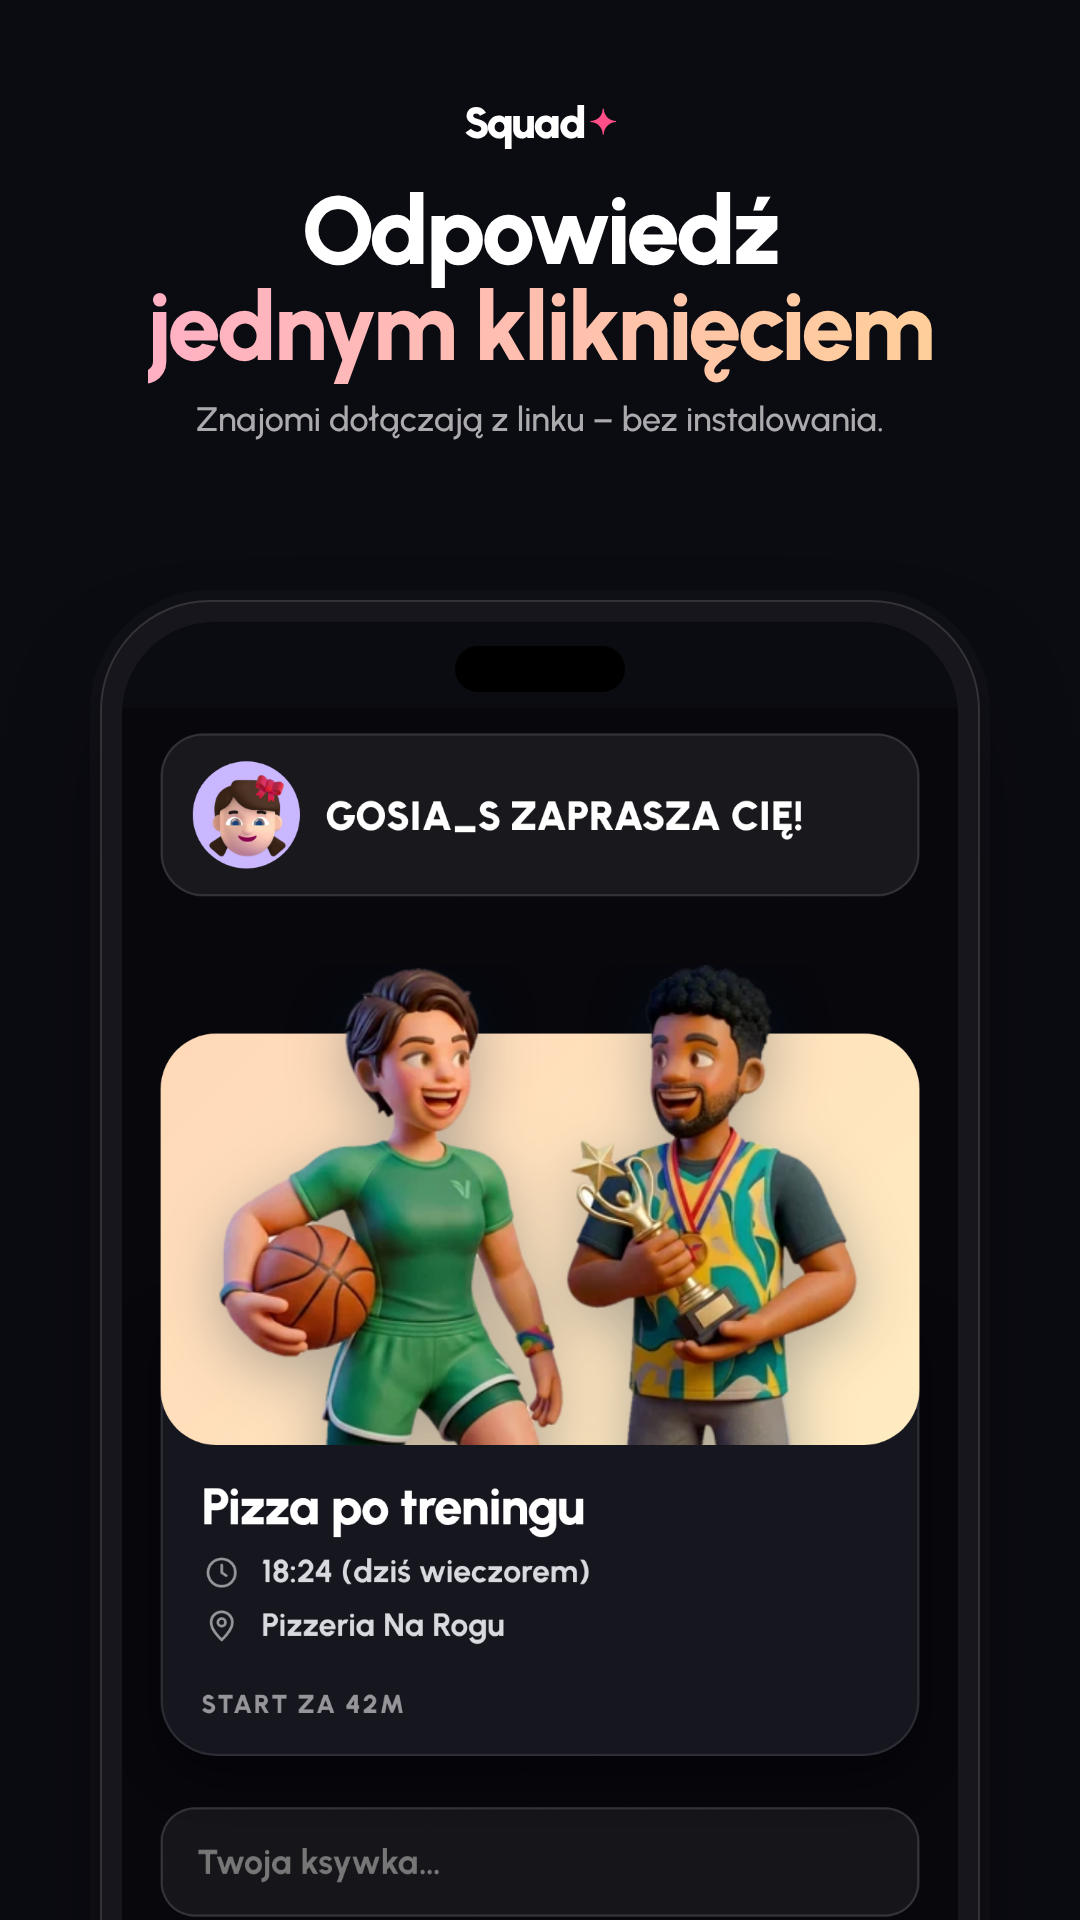 Squad
Odpowiedź
jednym kliknięciem
Znajomi dołączają z linku – bez instalowania.
GOSIA_S ZAPRASZA CIĘ!
Pizza po treningu
18:24 (dziś wieczorem)
Pizzeria Na Rogu
START ZA 42M
Twoja ksywka...